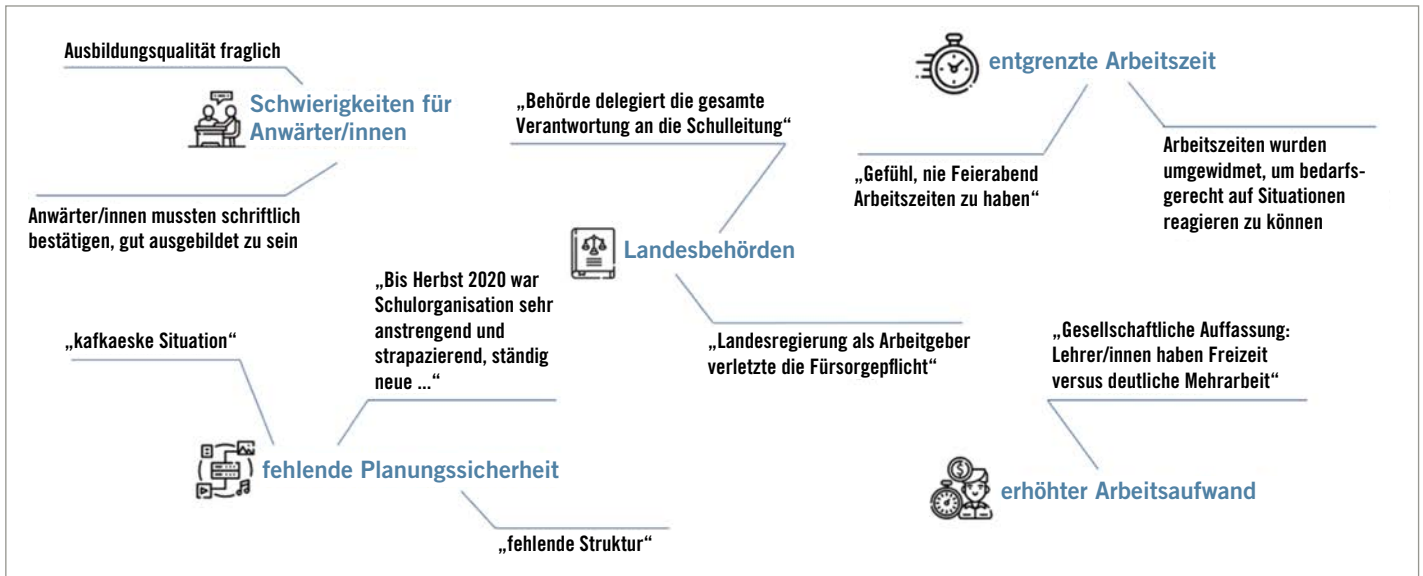 Ausbildungsqualität fraglich
Schwierigkeiten für
Anwärter/innen
Anwärter/innen mussten schriftlich
bestätigen, gut ausgebildet zu sein
„Behörde delegiert die gesamte
Verantwortung an die Schulleitung“
Landesbehörden
„Landesregierung als Arbeitgeber
verletzte die Fürsorgepflicht“
entgrenzte Arbeitszeit
„Gefühl, nie Feierabend
Arbeitszeiten zu haben“
Arbeitszeiten wurden
umgewidmet, um bedarfs-
gerecht auf Situationen
reagieren zu können
„kafkaeske Situation“
„Bis Herbst 2020 war
Schulorganisation sehr
anstrengend und
strapazierend, ständig
neue ...“
fehlende Planungssicherheit
„fehlende Struktur“
„Gesellschaftliche Auffassung:
Lehrer/innen haben Freizeit
versus deutliche Mehrarbeit“
erhöhter Arbeitsaufwand